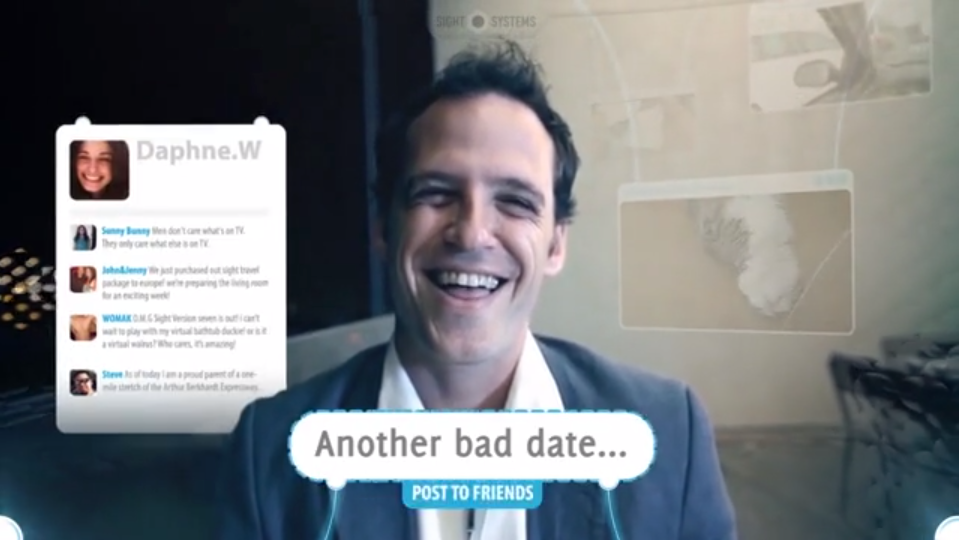 SIGHT SYSTEMS
Daphne.W
Sunny Bunny Men don't care what's on TV.
They only care what else is on TV.
John&Jenny We just purchased out sight travel
package to europe! we're preparing the living room
for an exciting week!
WOMAK O.M.G Sight Version seven is out! i can't
wait to play with my virtual bathtub duckie! or is it
a virtual walrus? Who cares, it's amazing!
Steve As of today I am a proud parent of a one-
mile stretch of the Arthur Berkhardt Expressway...
Another bad date...
POST TO FRIENDS